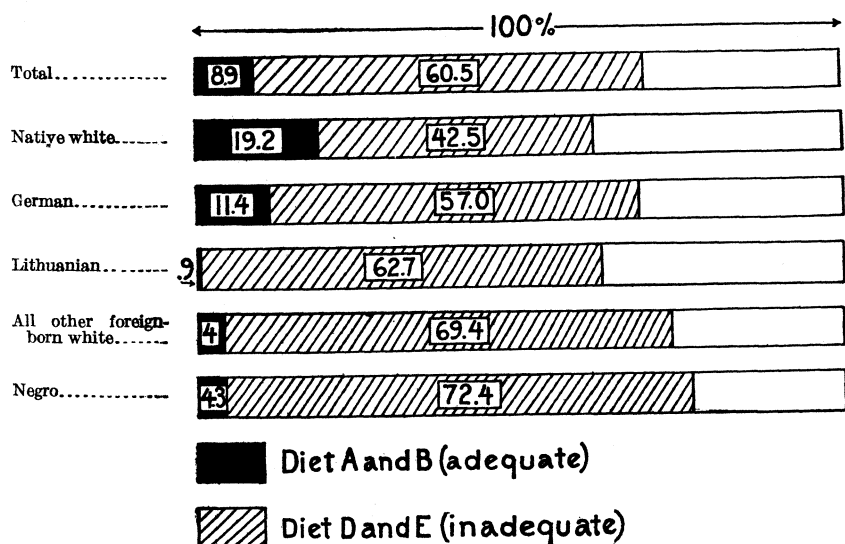 100%
Total
8.9 60.5
Native white
19.2 42.5
German
11.4 57.0
Lithuanian
.9 62.7
All other foreign-
born white
4 69.4
Negro
4.3 72.4
Diet A and B (adequate)
Diet D and E (inadequate)